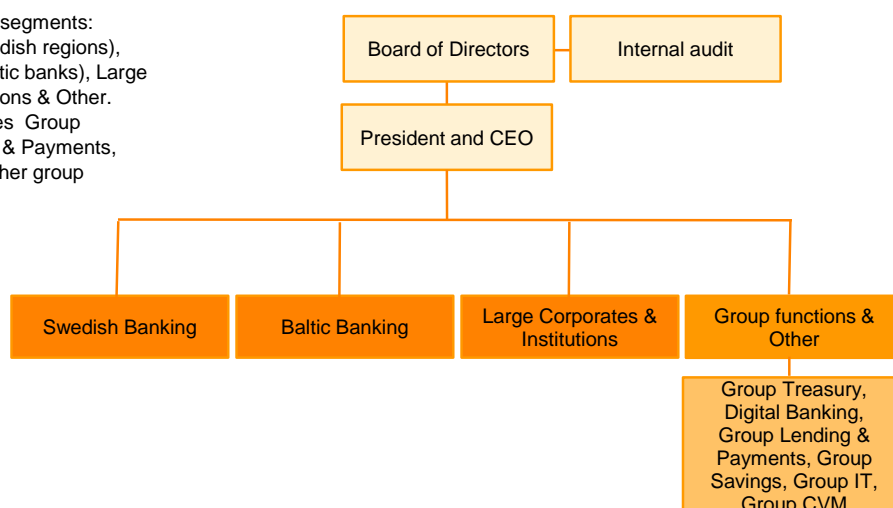 segments:
dish regions),
tic banks), Large
ons & Other.
es Group
& Payments,
her group
Board of Directors
Internal audit
President and CEO
Swedish Banking
Baltic Banking
Large Corporates &
Institutions
Group functions &
Other
Group Treasury,
Digital Banking,
Group Lending &
Payments, Group
Savings, Group IT,
Group CVM